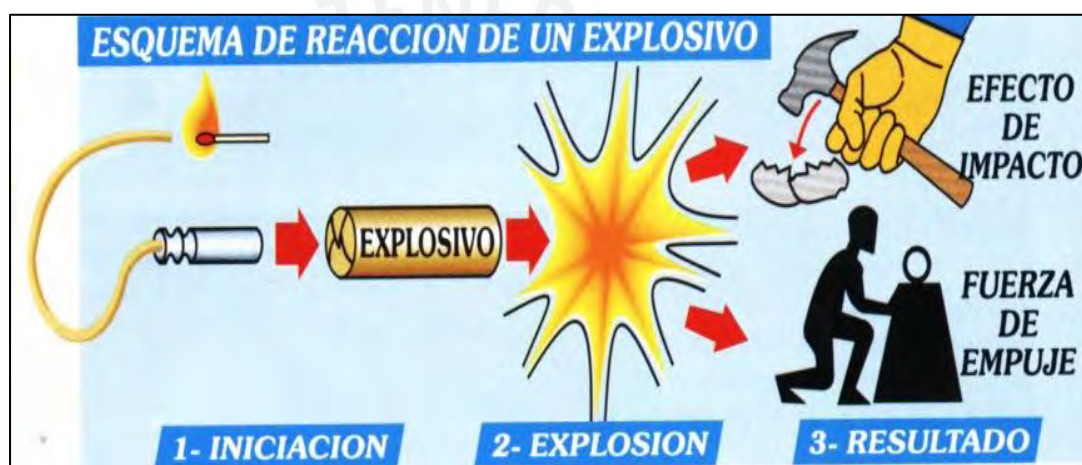 TENEB
ESQUEMA DE REACCION DE UN EXPLOSIVO
EFECTO
DE
IMPACTO
EXPLOSIVO
FUERZA
DE
EMPUJE
1- INICIACION
2- EXPLOSION
3- RESULTADO